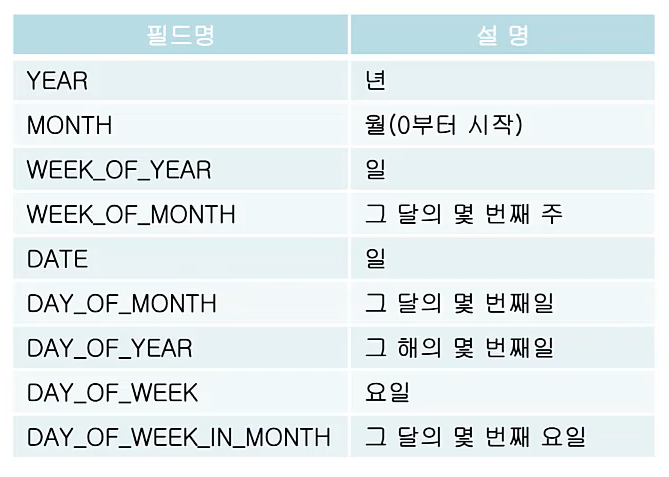 필드명 설 명
YEAR 년
MONTH 월(0부터 시작)
WEEK_OF_YEAR 일
WEEK_OF_MONTH 그 달의 몇 번째 주
DATE 일
DAY_OF_MONTH 그 달의 몇 번째일
DAY_OF_YEAR 그 해의 몇 번째일
DAY_OF_WEEK 요일
DAY_OF_WEEK_IN_MONTH 그 달의 몇 번째 요일